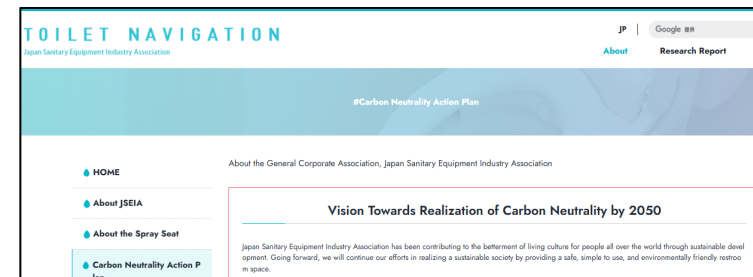 TOILET NAVIGATION
Japan Sanitary Equipment Industry Association
JP
Google 提供
About
Research Report
#Carbon Neutrality Action Plan
HOME
About JSEIA
About the Spray Seat
Carbon Neutrality Action P
lan
About the General Corporate Association, Japan Sanitary Equipment Industry Association
Vision Towards Realization of Carbon Neutrality by 2050
Japan Sanitary Equipment Industry Association has been contributing to the betterment of living culture for people all over the world through sustainable devel
opment. Going forward, we will continue our efforts in realizing a sustainable society by providing a safe, simple to use, and environmentally friendly restroo
m space.